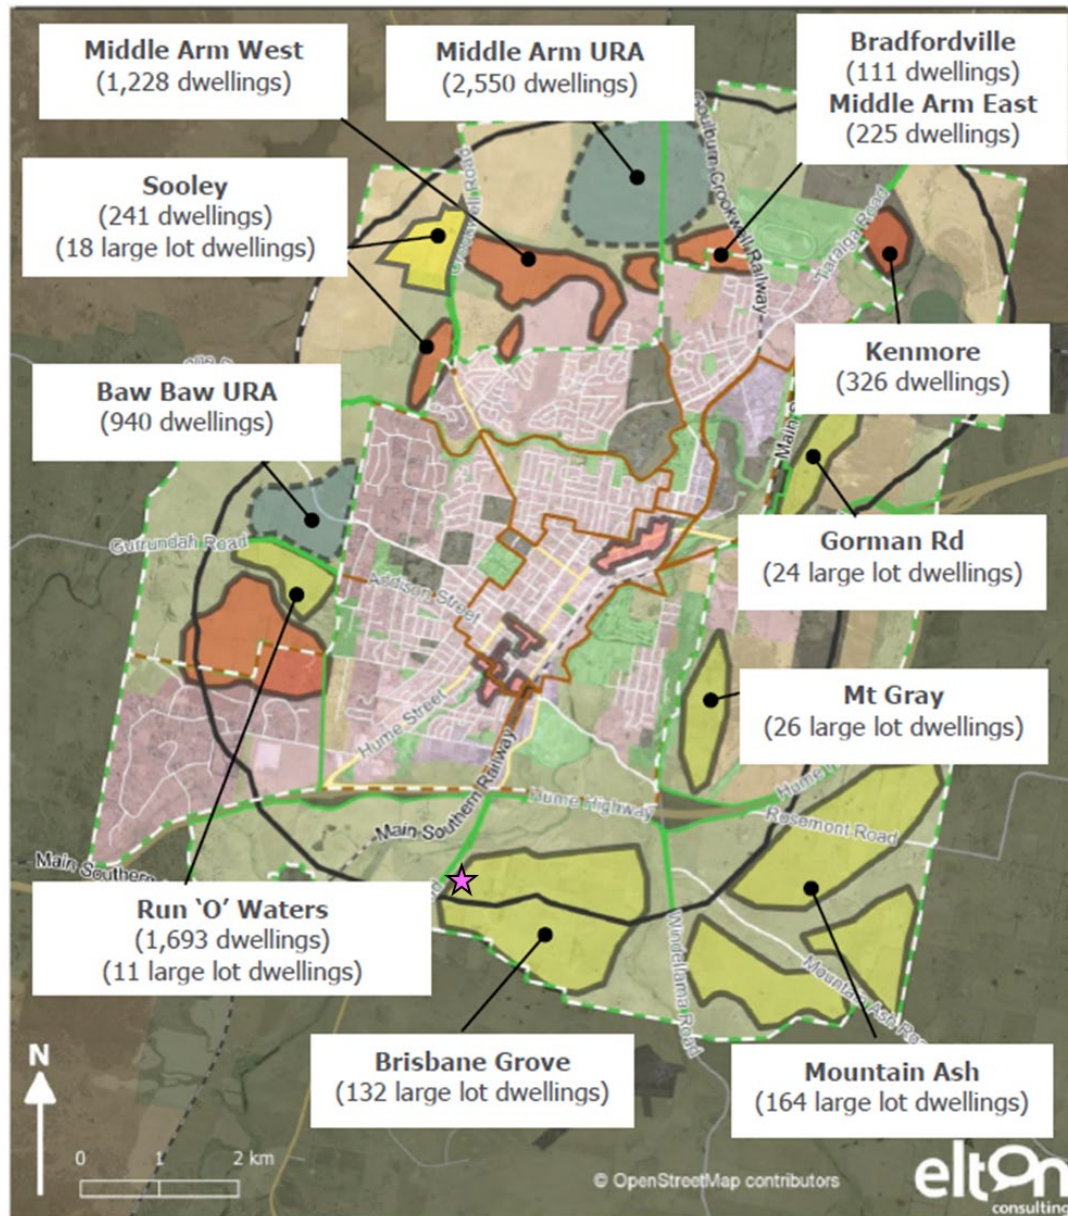 Middle Arm West
(1,228 dwellings)
Middle Arm URA
(2,550 dwellings)
Bradfordville
(111 dwellings)
Middle Arm East
(225 dwellings)
Sooley
(241 dwellings)
(18 large lot dwellings)
Goulburn Crookwell Railway
Road
Taralga Road
Kenmore
(326 dwellings)
Baw Baw URA
(940 dwellings)
Main
Gurrundah Road
Gorman Rd
(24 large lot dwellings)
Addison Street
Mt Gray
(26 large lot dwellings)
Hume Street
Main Southern Railway
Hume Highway
Hume
Rosemont Road
Main Southern
Run ‘O’ Waters
(1,693 dwellings)
(11 large lot dwellings)
Windellama Road
Mountain Ash
Brisbane Grove
(132 large lot dwellings)
Mountain Ash
(164 large lot dwellings)
N
0 1 2 km
© OpenStreetMap contributors
elton
consulting